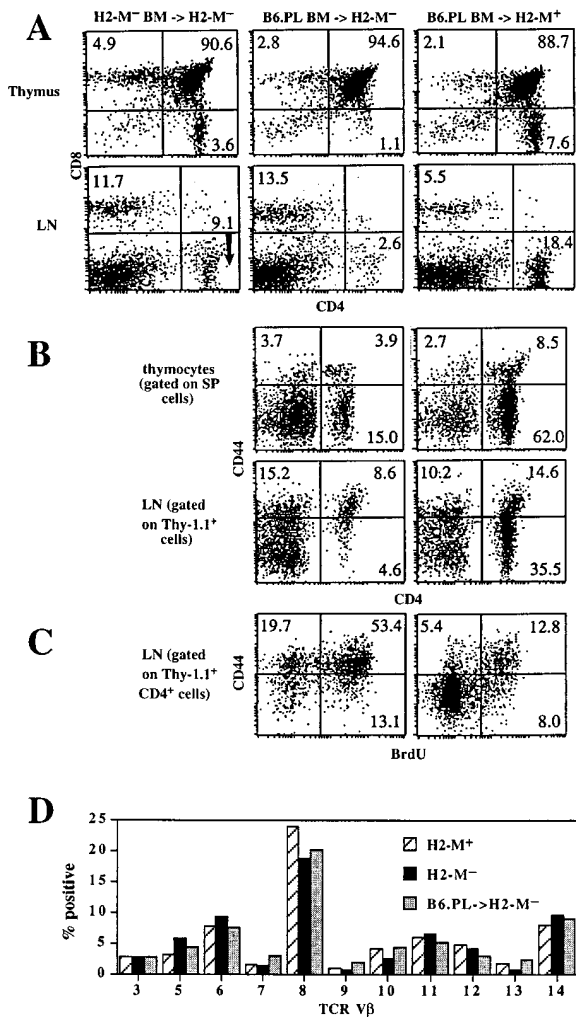 A
H2-M⁻ BM -> H2-M⁻
B6.PL BM -> H2-M⁻
B6.PL BM -> H2-M⁺
Thymus
CD8
4.9 90.6
3.6
2.8 94.6
1.1
2.1 88.7
7.6
LN
11.7
9.1
13.5
2.6
5.5
18.4
CD4
B
thymocytes
(gated on SP
cells)
CD44
3.7 3.9
15.0
2.7 8.5
62.0
LN (gated
on Thy-1.1⁺
cells)
15.2 8.6
4.6
10.2 14.6
35.5
CD4
C
LN (gated
on Thy-1.1⁺
CD4⁺ cells)
CD44
19.7 53.4
13.1
5.4 12.8
8.0
BrdU
D
% positive
25
20
15
10
5
0
H2-M⁺
H2-M⁻
B6.PL->H2-M⁻
3 5 6 7 8 9 10 11 12 13 14
TCR Vβ